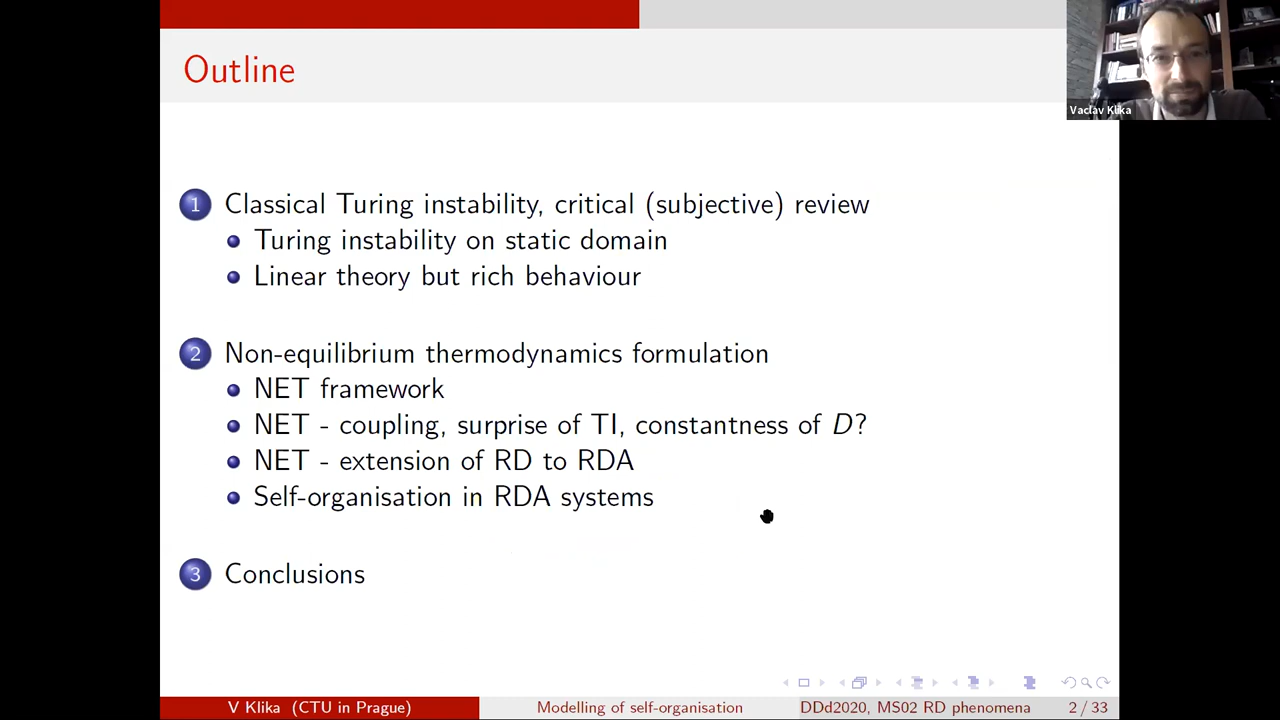 Outline
Vaclav Klika
1 Classical Turing instability, critical (subjective) review
Turing instability on static domain
Linear theory but rich behaviour
2 Non-equilibrium thermodynamics formulation
NET framework
NET - coupling, surprise of TI, constantness of D?
NET - extension of RD to RDA
Self-organisation in RDA systems
3 Conclusions
V Klika (CTU in Prague) Modelling of self-organisation DDd2020, MS02 RD phenomena 2 / 33